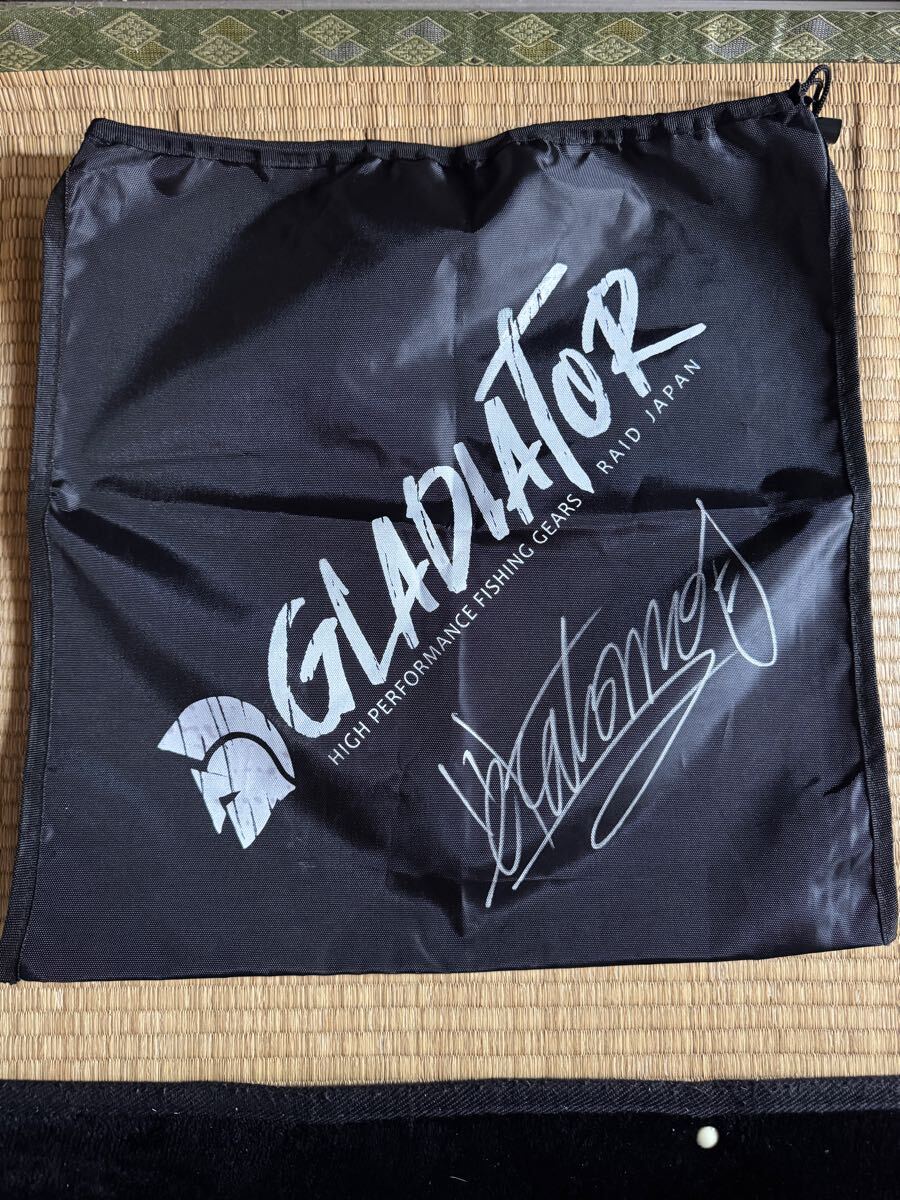 GLADIATOR
HIGH PERFORMANCE FISHING GEARS RAID JAPAN